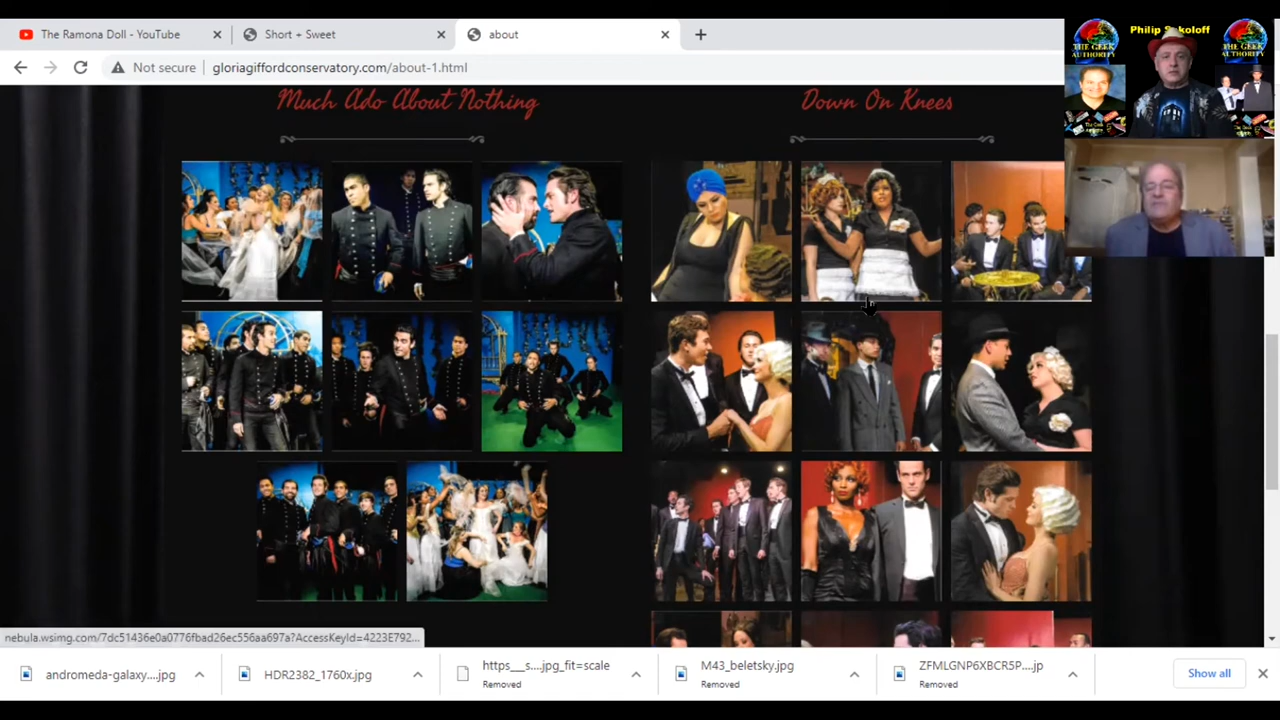 The Ramona Doll - YouTube
Short + Sweet
about
Not secure
gloriagiffordconservatory.
about-1.html
Philip Sokoloff
THE GEEK AUTHORITY
THE GEEK AUTHORITY
Much Ado About Nothing
Down On Knees
nebula.wsimg.com/7dc51436e0a0776fbad26ec556aa697a?AccessKeyId=4223E792...
andromeda-galaxy....jpg
HDR2382_1760x.jpg
https___s....jpg_fit=scale
Removed
M43_beletsky.jpg
Removed
ZFMLGNP6XBCR5P....jp
Removed
Show all